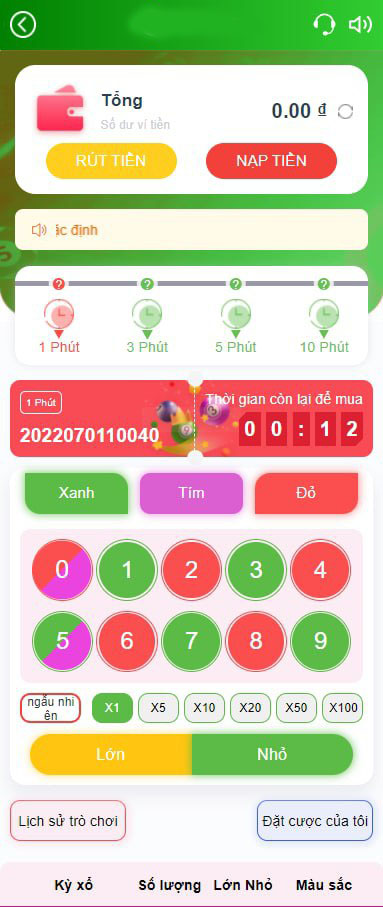 Tổng
Số dư ví tiền
0.00 ₫
RÚT TIỀN NẠP TIỀN
ặc định
? ? ? ?
1 Phút 3 Phút 5 Phút 10 Phút
1 Phút
Thời gian còn lại để mua
2022070110040
0 0 : 1 2
Xanh Tím Đỏ
0 1 2 3 4
5 6 7 8 9
ngẫu nhi
ên
X1 X5 X10 X20 X50 X100
Lớn Nhỏ
Lịch sử trò chơi Đặt cược của tôi
Kỳ xổ Số lượng Lớn Nhỏ Màu sắc